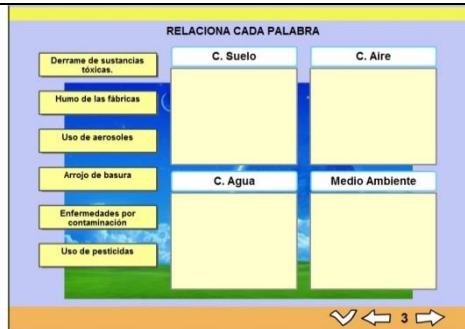 RELACIONA CADA PALABRA
Derrame de sustancias
tóxicas.
Humo de las fábricas
Uso de aerosoles
Arrojo de basura
Enfermedades por
contaminación
Uso de pesticidas
C. Suelo
C. Aire
C. Agua
Medio Ambiente
3